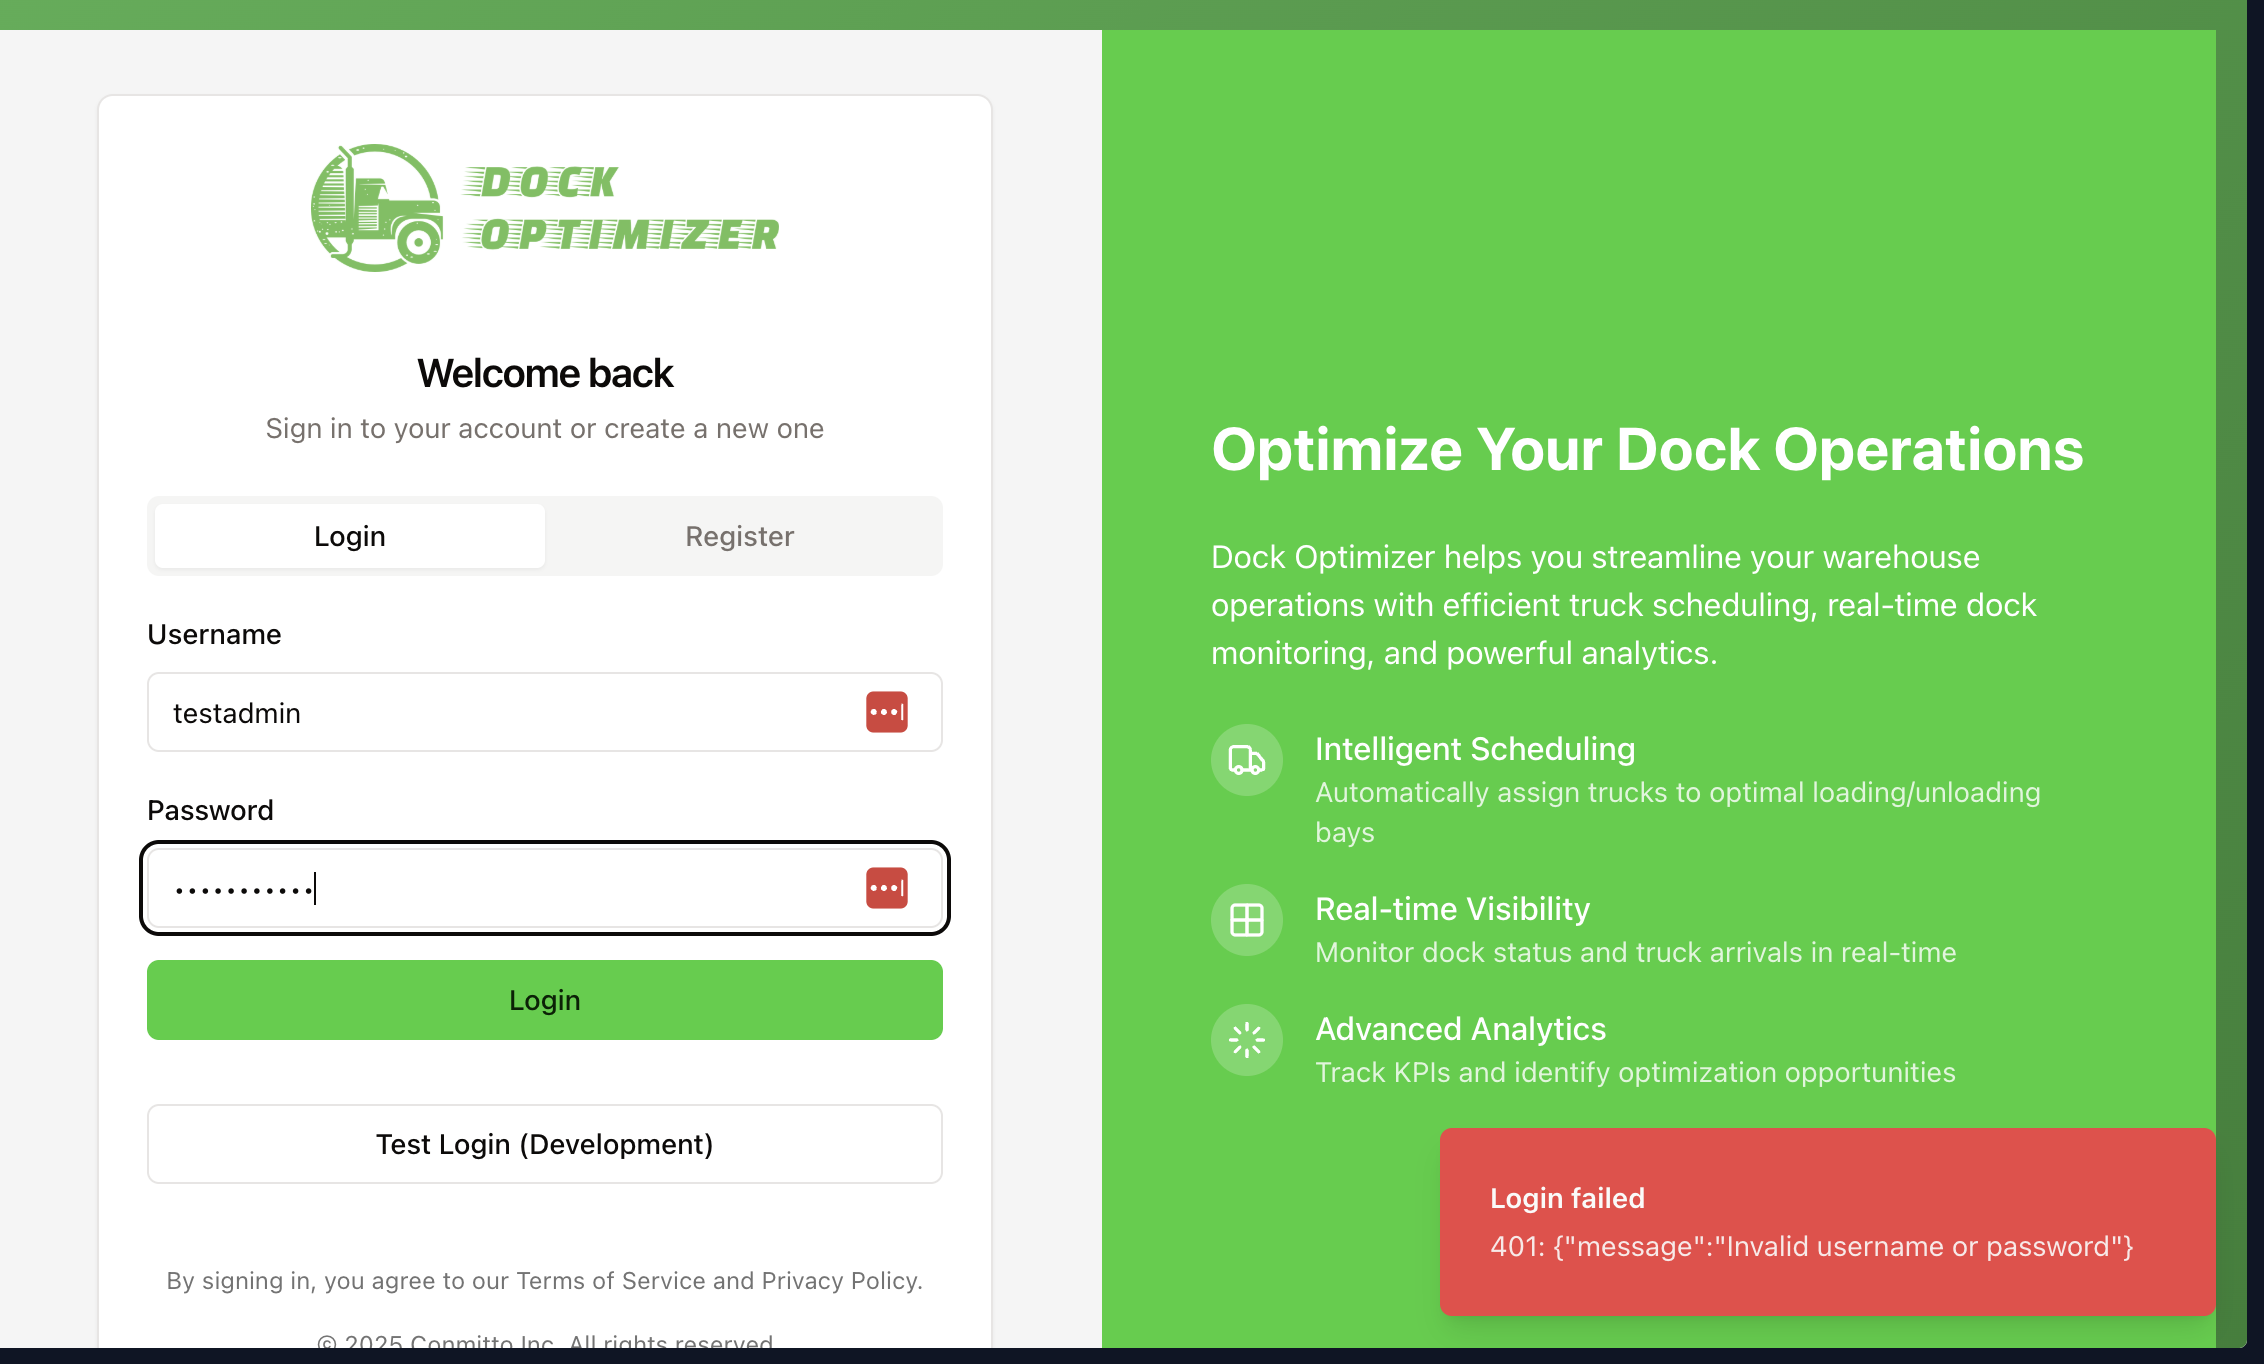 DOCK
OPTIMIZER
Welcome back
Sign in to your account or create a new one
Login
Register
Username
testadmin
Password
•••••••••••
Login
Test Login (Development)
By signing in, you agree to our Terms of Service and Privacy Policy.
© 2025 Conmitto Inc. All rights reserved.
Optimize Your Dock Operations
Dock Optimizer helps you streamline your warehouse
operations with efficient truck scheduling, real-time dock
monitoring, and powerful analytics.
Intelligent Scheduling
Automatically assign trucks to optimal loading/unloading
bays
Real-time Visibility
Monitor dock status and truck arrivals in real-time
Advanced Analytics
Track KPIs and identify optimization opportunities
Login failed
401: {"message":"Invalid username or password"}